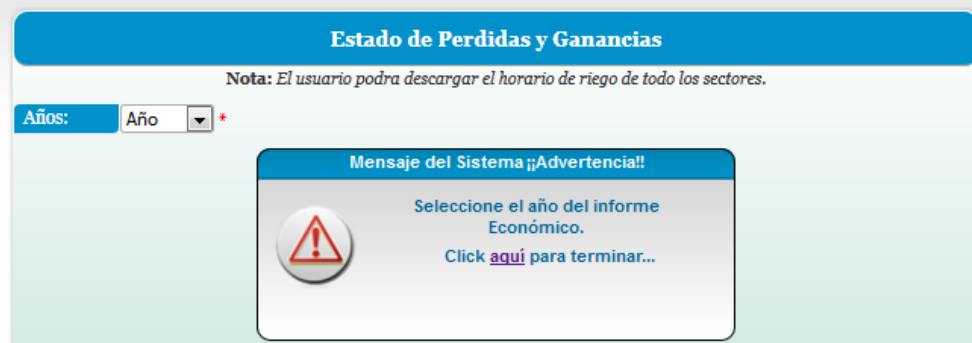 Estado de Perdidas y Ganancias
Nota: El usuario podra descargar el horario de riego de todo los sectores.
Años: Año *
Mensaje del Sistema ¡¡Advertencia!!
Seleccione el año del informe
Económico.
Click aquí para terminar...